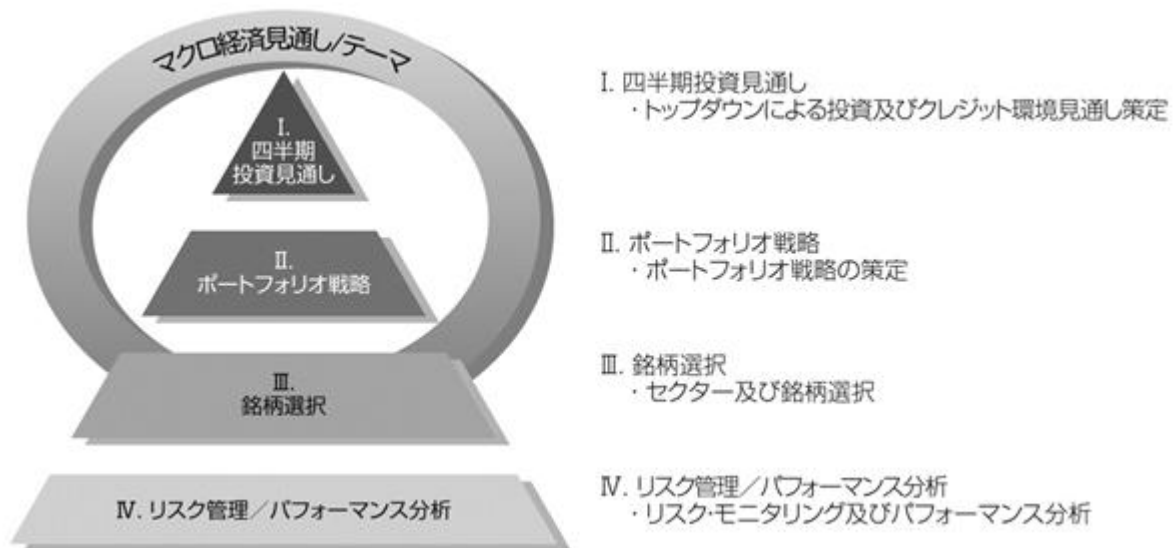 マクロ経済見通し/テーマ
Ⅰ.
四半期
投資見通し
Ⅱ.
ポートフォリオ戦略
Ⅲ.
銘柄選択
Ⅳ. リスク管理／パフォーマンス分析
Ⅰ. 四半期投資見通し
・トップダウンによる投資及びクレジット環境見通し策定
Ⅱ. ポートフォリオ戦略
・ポートフォリオ戦略の策定
Ⅲ. 銘柄選択
・セクター及び銘柄選択
Ⅳ. リスク管理／パフォーマンス分析
・リスク・モニタリング及びパフォーマンス分析